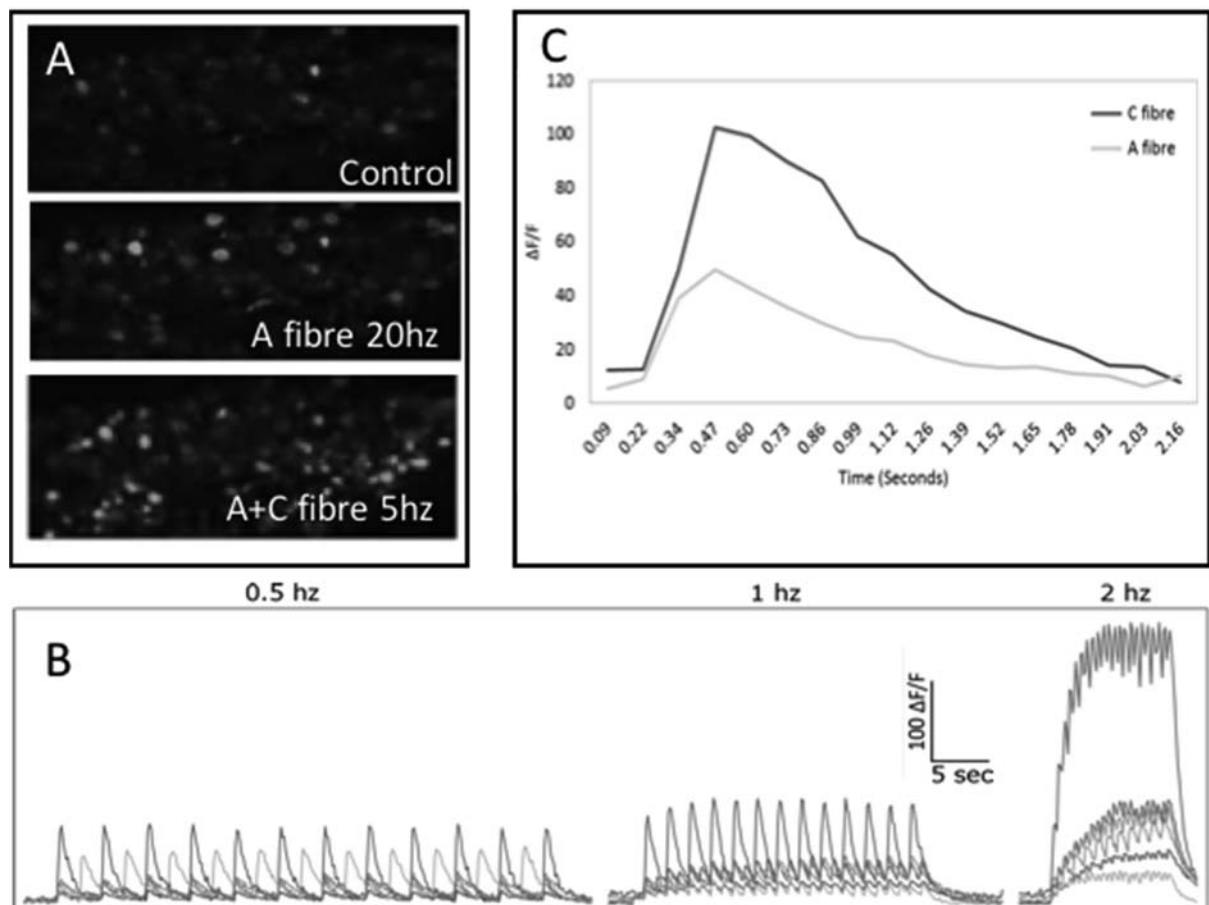 A
Control
A fibre 20hz
A+C fibre 5hz
C
120
100
80
60
40
20
0
ΔF/F
C fibre
A fibre
0.09 0.22 0.34 0.47 0.60 0.73 0.86 0.99 1.12 1.26 1.39 1.52 1.65 1.78 1.91 2.03 2.16
Time (Seconds)
0.5 hz 1 hz 2 hz
B
100 ΔF/F
5 sec